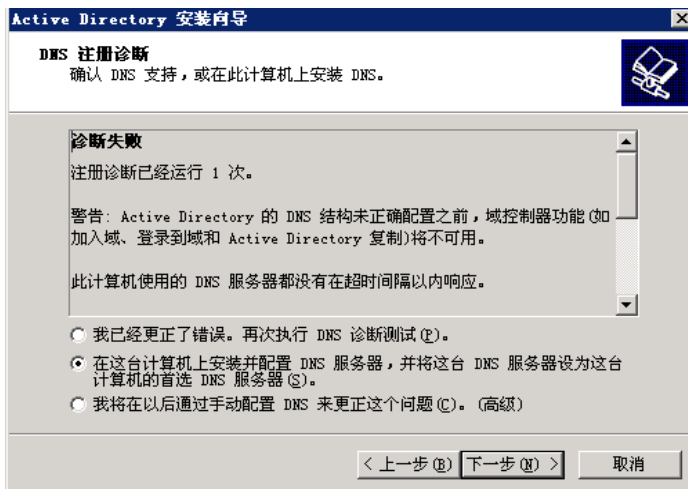 Active Directory 安装向导
DNS 注册诊断
确认 DNS 支持，或在此计算机上安装 DNS。
诊断失败
注册诊断已经运行 1 次。
警告: Active Directory 的 DNS 结构未正确配置之前，域控制器功能(如
加入域、登录到域和 Active Directory 复制)将不可用。
此计算机使用的 DNS 服务器都没有在超时间隔以内响应。
我已经更正了错误。再次执行 DNS 诊断测试(P)。
在这台计算机上安装并配置 DNS 服务器，并将这台 DNS 服务器设为这台
计算机的首选 DNS 服务器(S)。
我将在以后通过手动配置 DNS 来更正这个问题(C)。(高级)
< 上一步(B) 下一步(N) > 取消